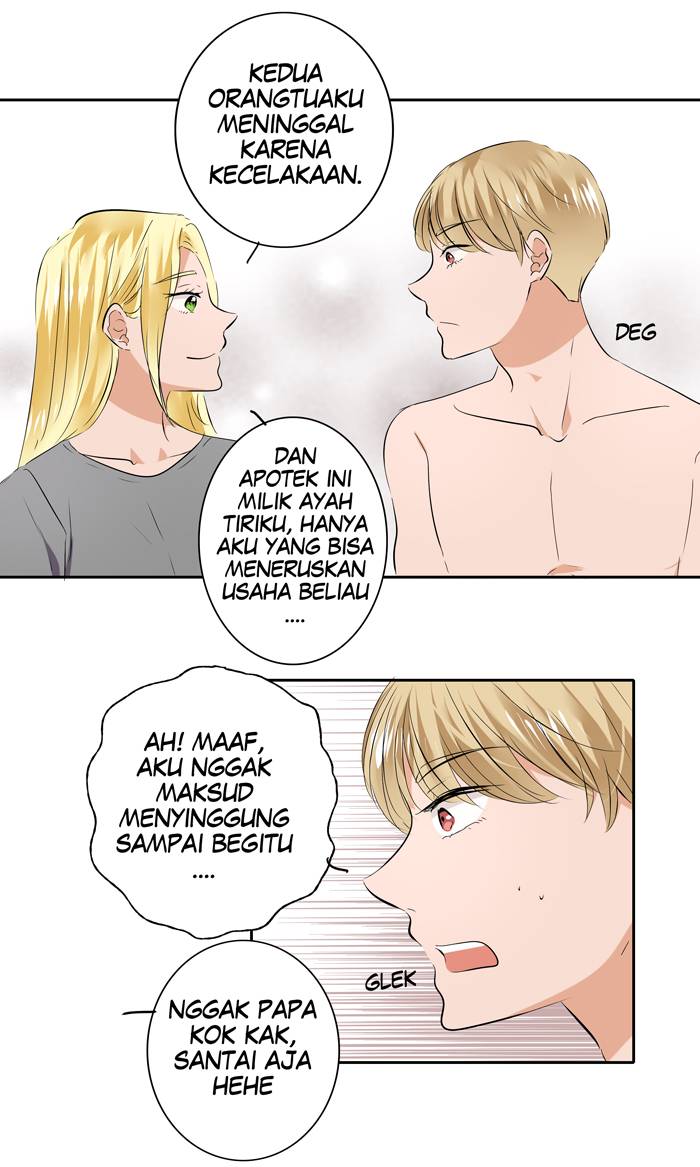 KEDUA
ORANGTUAKU
MENINGGAL
KARENA
KECELAKAAN.
DEG
DAN
APOTEK INI
MILIK AYAH
TIRIKU, HANYA
AKU YANG BISA
MENERUSKAN
USAHA BELIAU
....
AH! MAAF,
AKU NGGAK
MAKSUD
MENYINGGUNG
SAMPAI BEGITU
....
GLEK
NGGAK PAPA
KOK KAK,
SANTAI AJA
HEHE